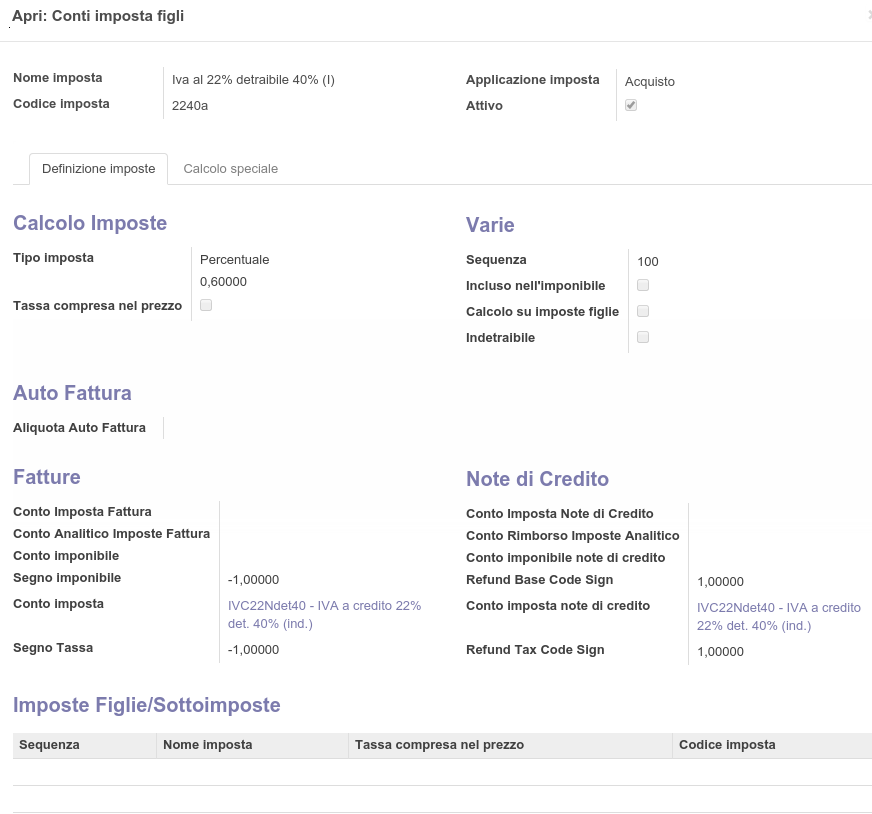 Apri: Conti imposta figli
Nome imposta
Iva al 22% detraibile 40% (I)
Codice imposta
2240a
Applicazione imposta
Acquisto
Attivo
Definizione imposte
Calcolo speciale
Calcolo Imposte
Tipo imposta
Percentuale
0,60000
Tassa compresa nel prezzo
Varie
Sequenza
100
Incluso nell'imponibile
Calcolo su imposte figlie
Indetraibile
Auto Fattura
Aliquota Auto Fattura
Fatture
Conto Imposta Fattura
Conto Analitico Imposte Fattura
Conto imponibile
Segno imponibile
-1,00000
Conto imposta
IVC22Ndet40 - IVA a credito 22%
det. 40% (ind.)
Segno Tassa
-1,00000
Note di Credito
Conto Imposta Note di Credito
Conto Rimborso Imposte Analitico
Conto imponibile note di credito
Refund Base Code Sign
1,00000
Conto imposta note di credito
IVC22Ndet40 - IVA a credito
22% det. 40% (ind.)
Refund Tax Code Sign
1,00000
Imposte Figlie/Sottoimposte
Sequenza
Nome imposta
Tassa compresa nel prezzo
Codice imposta